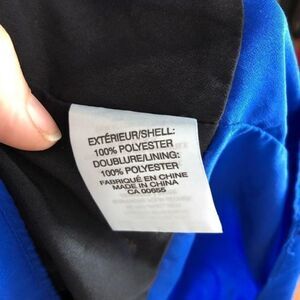 EXTÉRIEUR/SHELL:
100% POLYESTER
DOUBLURE/LINING:
100% POLYESTER
FABRIQUÉ EN CHINE
MADE IN CHINA
CA 00655